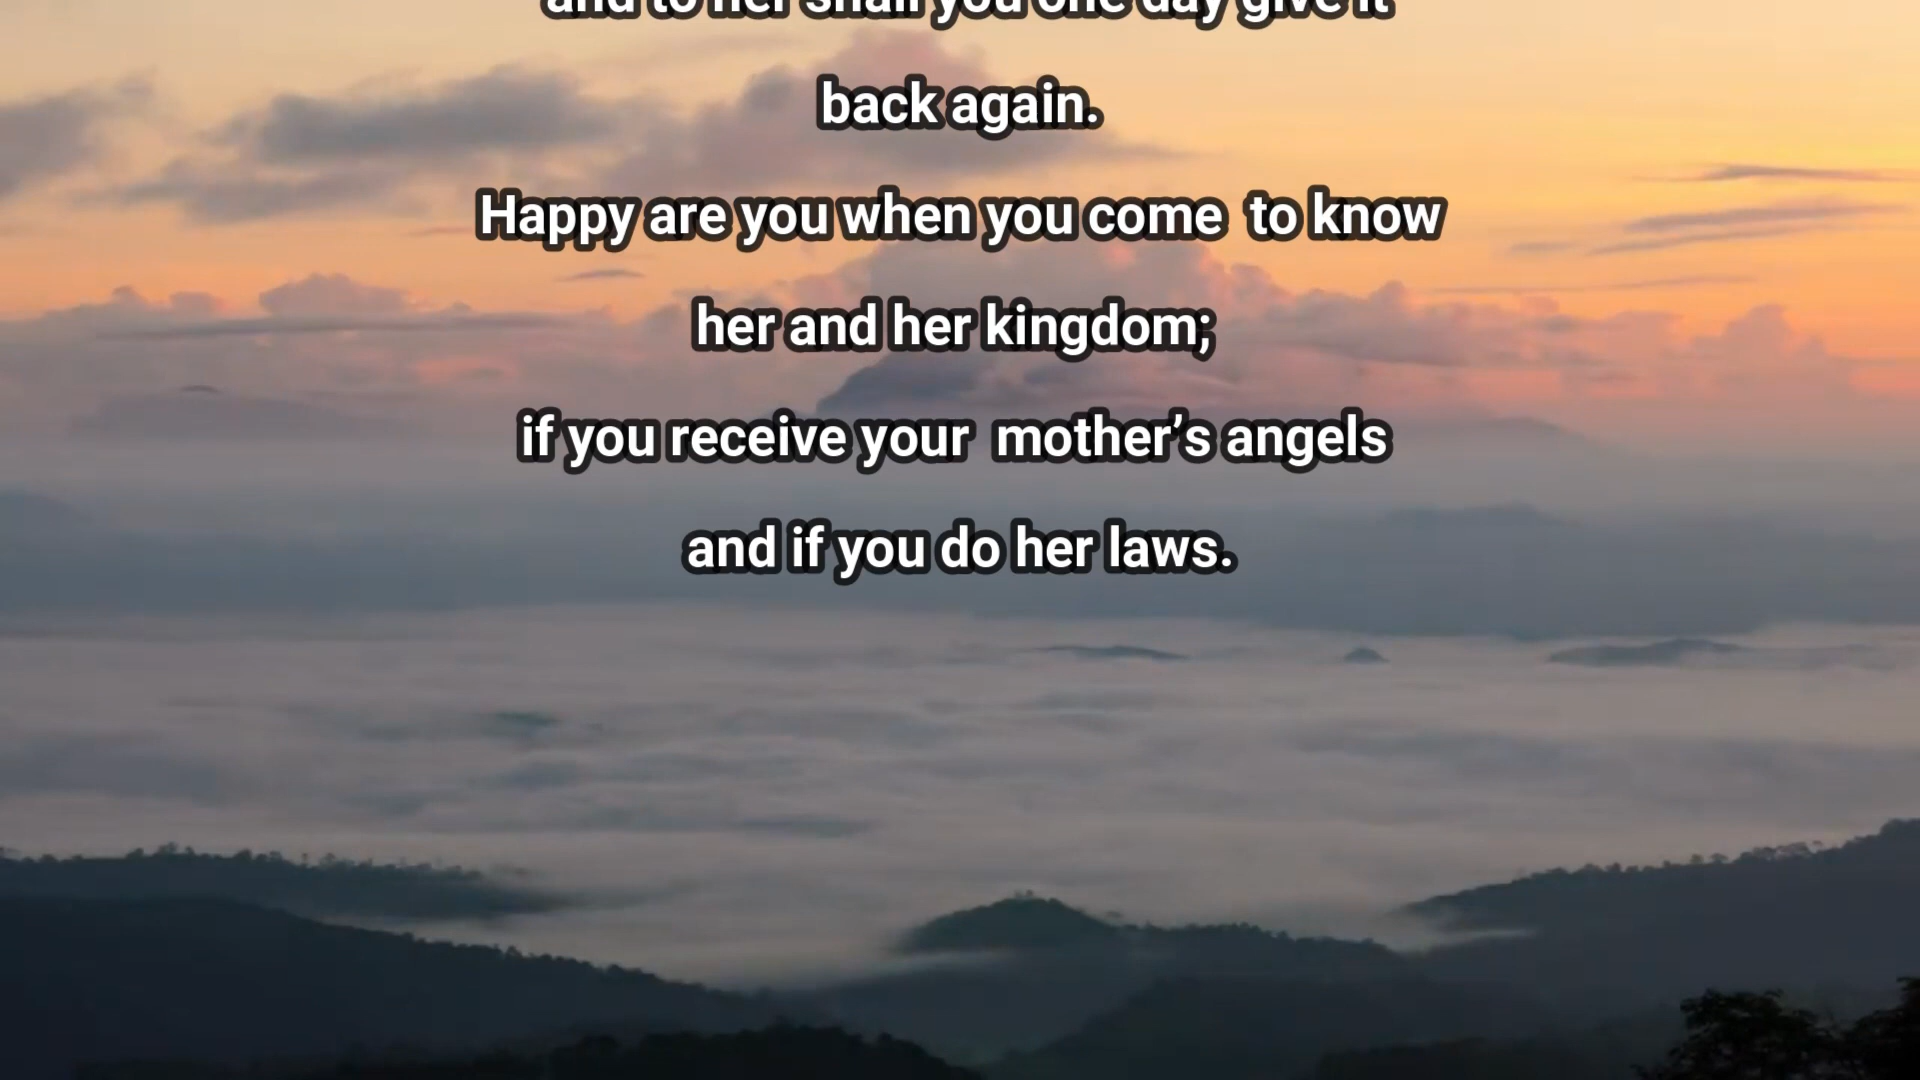 and to her shall you one day give it
back again.
Happy are you when you come  to know
her and her kingdom;
if you receive your  mother’s angels
and if you do her laws.